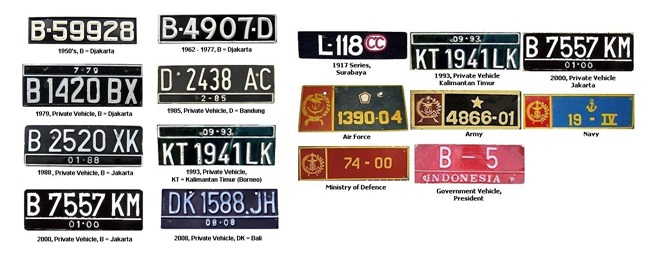 B-59928
1950's, B = Djakarta
B-4907-D
1962 - 1977, B = Djakarta
7-79
B 1420 BX
1979, Private Vehicle, B = Djakarta
D 2438 AC
2-85
1985, Private Vehicle, D = Bandung
B 2520 XK
01-88
1988, Private Vehicle, B = Jakarta
09-93
KT 1941 LK
1993, Private Vehicle,
KT = Kalimantan Timur (Borneo)
B 7557 KM
01-00
2000, Private Vehicle, B = Jakarta
DK 1588 JH
08-08
2008, Private Vehicle, DK = Bali
L-118 CC
1917 Series,
Surabaya
09-93
KT 1941 LK
1993, Private Vehicle
Kalimantan Timur
B 7557 KM
01-00
2000, Private Vehicle
Jakarta
1390-04
Air Force
4866-01
Army
19 - IV
Navy
74 - 00
Ministry of Defence
B - 5
INDONESIA
Government Vehicle,
President